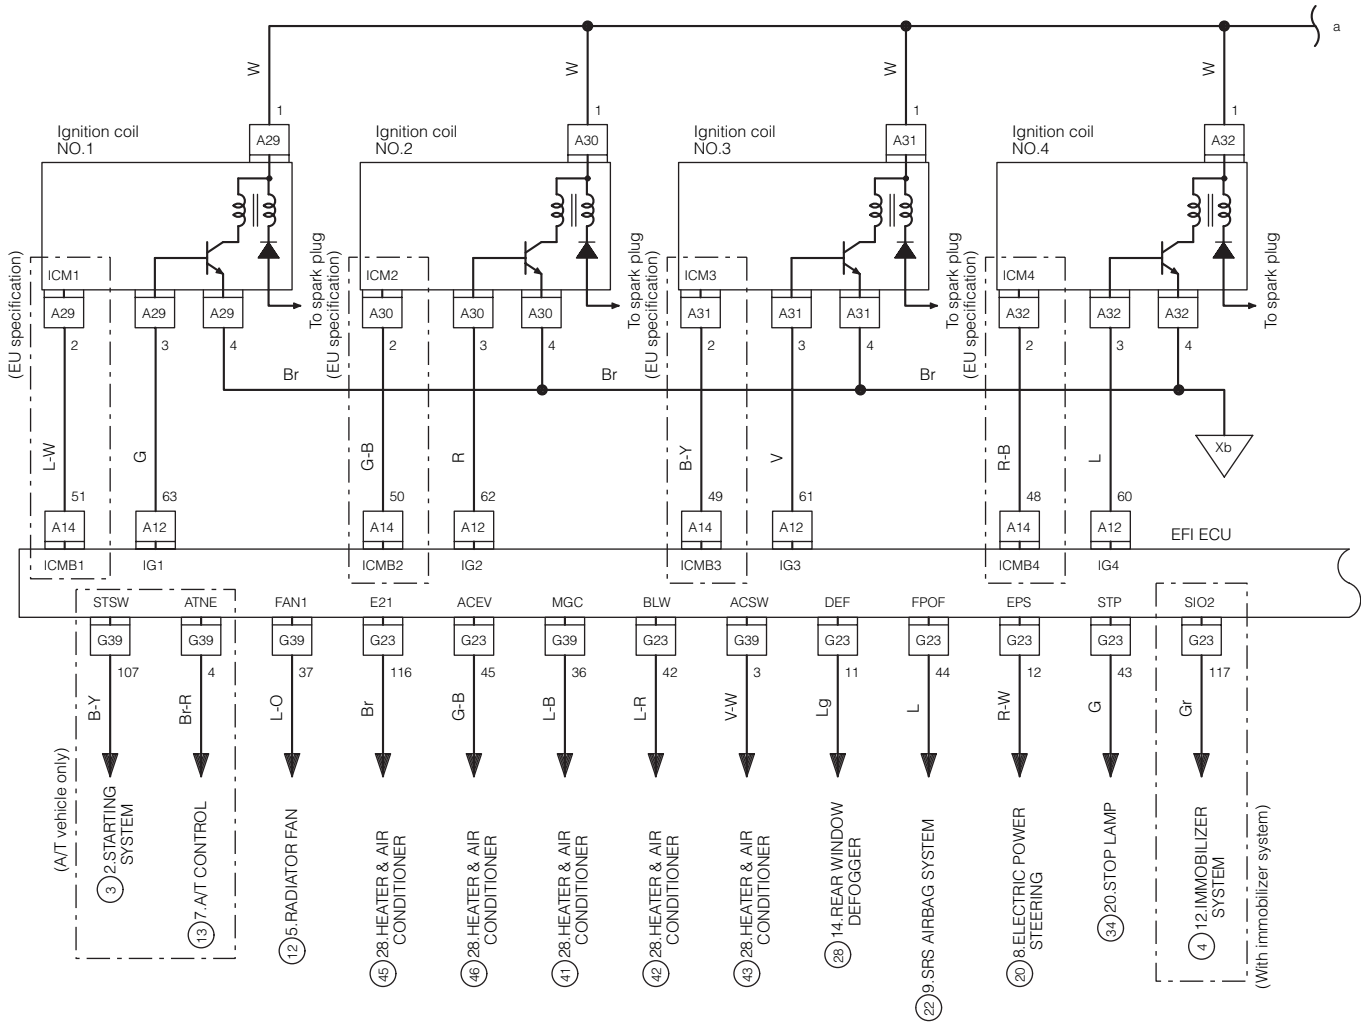 a
W
W
W
W
1
1
1
1
Ignition coil
NO.1
A29
Ignition coil
NO.2
A30
Ignition coil
NO.3
A31
Ignition coil
NO.4
A32
(EU specification)
ICM1
To spark plug
(EU specification)
ICM2
To spark plug
(EU specification)
ICM3
To spark plug
(EU specification)
ICM4
To spark plug
A29
A29
A29
A30
A30
A30
A31
A31
A31
A32
A32
A32
2
3
4
2
3
4
2
3
4
2
3
4
Br
Br
Br
L-W
G
G-B
R
B-Y
V
R-B
L
Xb
51
63
50
62
49
61
48
60
A14
A12
A14
A12
A14
A12
A14
A12
EFI ECU
ICMB1
IG1
ICMB2
IG2
ICMB3
IG3
ICMB4
IG4
STSW
ATNE
FAN1
E21
ACEV
MGC
BLW
ACSW
DEF
FPOF
EPS
STP
SIO2
G39
G39
G39
G23
G23
G39
G23
G39
G23
G23
G23
G23
G23
107
4
37
116
45
36
42
3
11
44
12
43
117
B-Y
Br-R
L-O
Br
G-B
L-B
L-R
V-W
Lg
L
R-W
G
Gr
(A/T vehicle only)
3 2.STARTING
SYSTEM
13 7.A/T CONTROL
12 5.RADIATOR FAN
45 28.HEATER & AIR
CONDITIONER
46 28.HEATER & AIR
CONDITIONER
41 28.HEATER & AIR
CONDITIONER
42 28.HEATER & AIR
CONDITIONER
43 28.HEATER & AIR
CONDITIONER
28 14.REAR WINDOW
DEFOGGER
22 9.SRS AIRBAG SYSTEM
20 8.ELECTRIC POWER
STEERING
34 20.STOP LAMP
4 12.IMMOBILIZER
SYSTEM
(With immobilizer system)